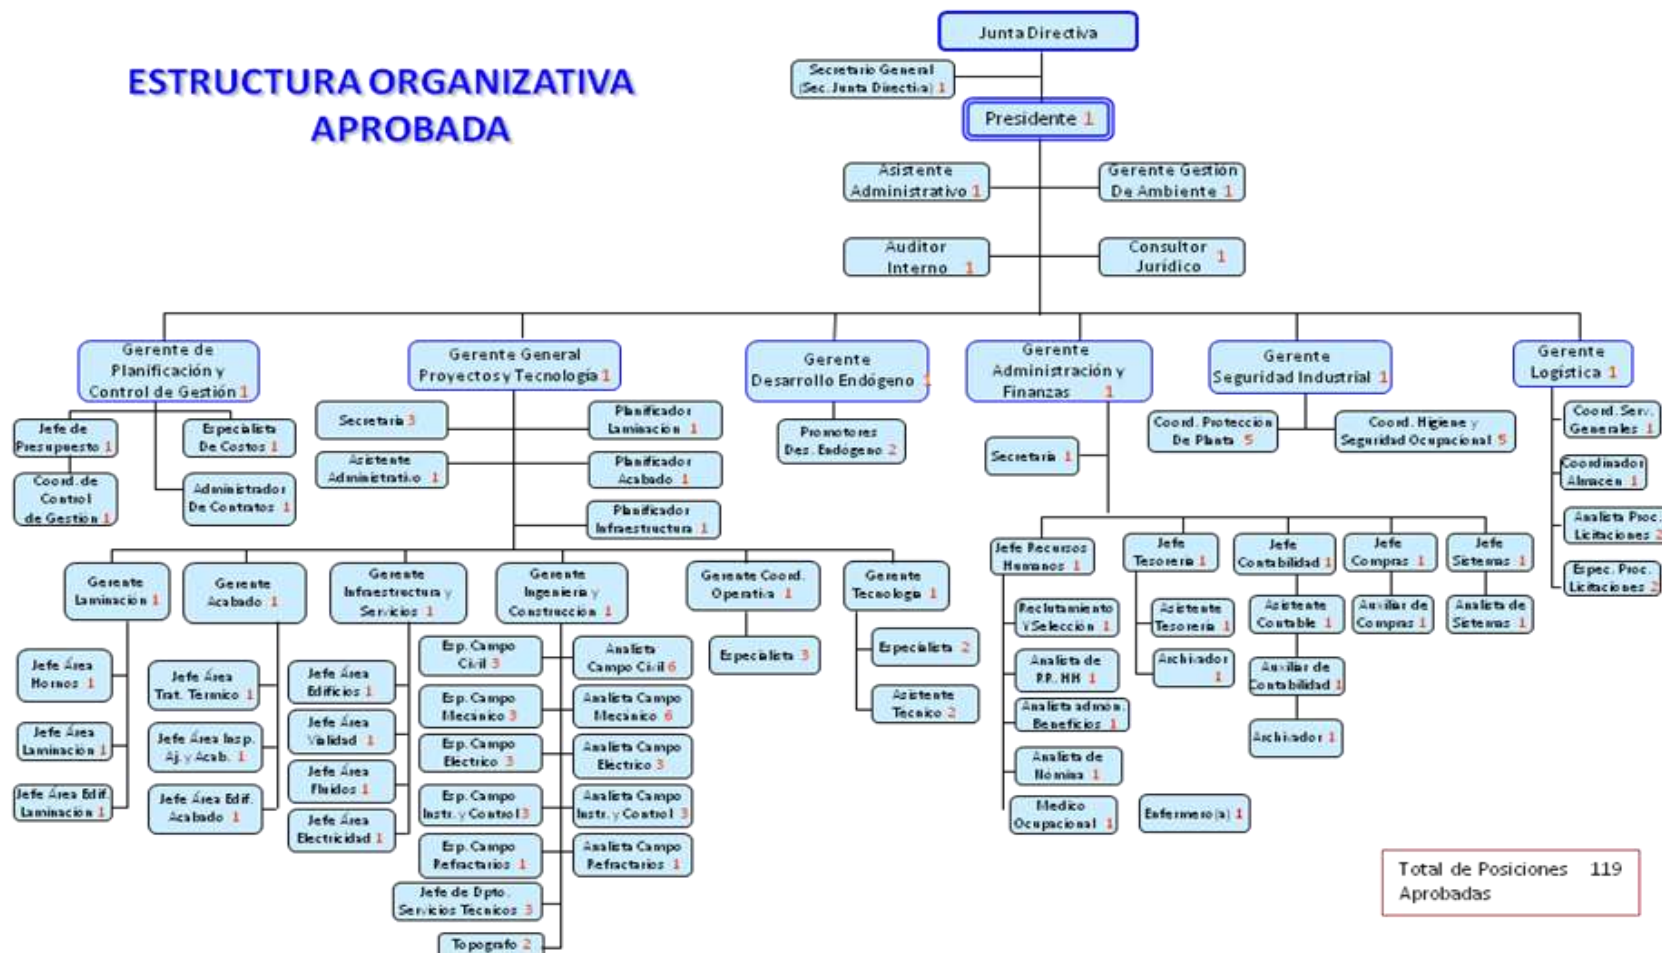 ESTRUCTURA ORGANIZATIVA
APROBADA
Junta Directiva
Secretario General
(Sec. Junta Directiva) 1
Presidente 1
Asistente
Administrativo 1
Gerente Gestión
De Ambiente 1
Auditor
Interno 1
Consultor
Jurídico 1
Gerente de
Planificación y
Control de Gestión 1
Gerente General
Proyectos y Tecnología 1
Gerente
Desarrollo Endógeno 1
Gerente
Administración y
Finanzas 1
Gerente
Seguridad Industrial 1
Gerente
Logística 1
Jefe de
Presupuesto 1
Especialista
De Costos 1
Coord. de
Control
de Gestión 1
Administrador
De Contratos 1
Secretaria 3
Planificador
Laminación 1
Asistente
Administrativo 1
Planificador
Acabado 1
Planificador
Infraestructura 1
Promotores
Des. Endógeno 2
Secretaría 1
Coord. Protección
De Planta 5
Coord. Higiene y
Seguridad Ocupacional 5
Coord. Serv.
Generales 1
Coordinador
Almacen 1
Analista Proc.
Licitaciones 2
Espec. Proc.
Licitaciones 2
Gerente
Laminación 1
Gerente
Acabado 1
Gerente
Infraestructura y
Servicios 1
Gerente
Ingeniería y
Construcción 1
Gerente Coord.
Operativa 1
Gerente
Tecnología 1
Jefe Área
Hornos 1
Jefe Área
Laminación 1
Jefe Área Edif.
Laminación 1
Jefe Área
Trat. Térmico 1
Jefe Área Insp.
Aj. y Acab. 1
Jefe Área Edif.
Acabado 1
Jefe Área
Edificios 1
Jefe Área
Vialidad 1
Jefe Área
Fluidos 1
Jefe Área
Electricidad 1
Esp. Campo
Civil 3
Analista
Campo Civil 6
Esp. Campo
Mecánico 3
Analista Campo
Mecánico 6
Esp. Campo
Eléctrico 3
Analista Campo
Eléctrico 3
Esp. Campo
Instr. y Control 3
Analista Campo
Instr. y Control 3
Esp. Campo
Refractarios 1
Analista Campo
Refractarios 1
Jefe de Dpto.
Servicios Técnicos 3
Topografo 2
Especialista 3
Especialista 2
Asistente
Técnico 2
Jefe Recursos
Humanos 1
Jefe
Tesorería 1
Jefe
Contabilidad 1
Jefe
Compras 1
Jefe
Sistemas 1
Reclutamiento
Y Selección 1
Analista de
RR. HH 1
Analista admón.
Beneficios 1
Analista de
Nómina 1
Medico
Ocupacional 1
Enfermero(a) 1
Asistente
Tesorería 1
Archivador
1
Asistente
Contable 1
Auxiliar de
Contabilidad 1
Archivador 1
Auxiliar de
Compras 1
Analista de
Sistemas 1
Total de Posiciones 119
Aprobadas